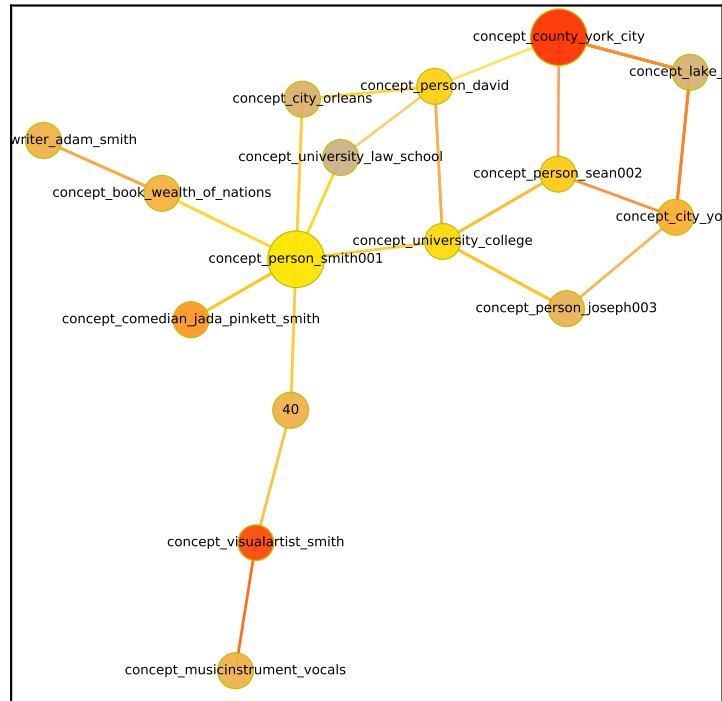 concept_county_york_city
concept_lake_
concept_person_david
concept_city_orleans
writer_adam_smith
concept_university_law_school
concept_person_sean002
concept_book_wealth_of_nations
concept_city_yo
concept_university_college
concept_person_smith001
concept_person_joseph003
concept_comedian_jada_pinkett_smith
40
concept_visualartist_smith
concept_musicinstrument_vocals